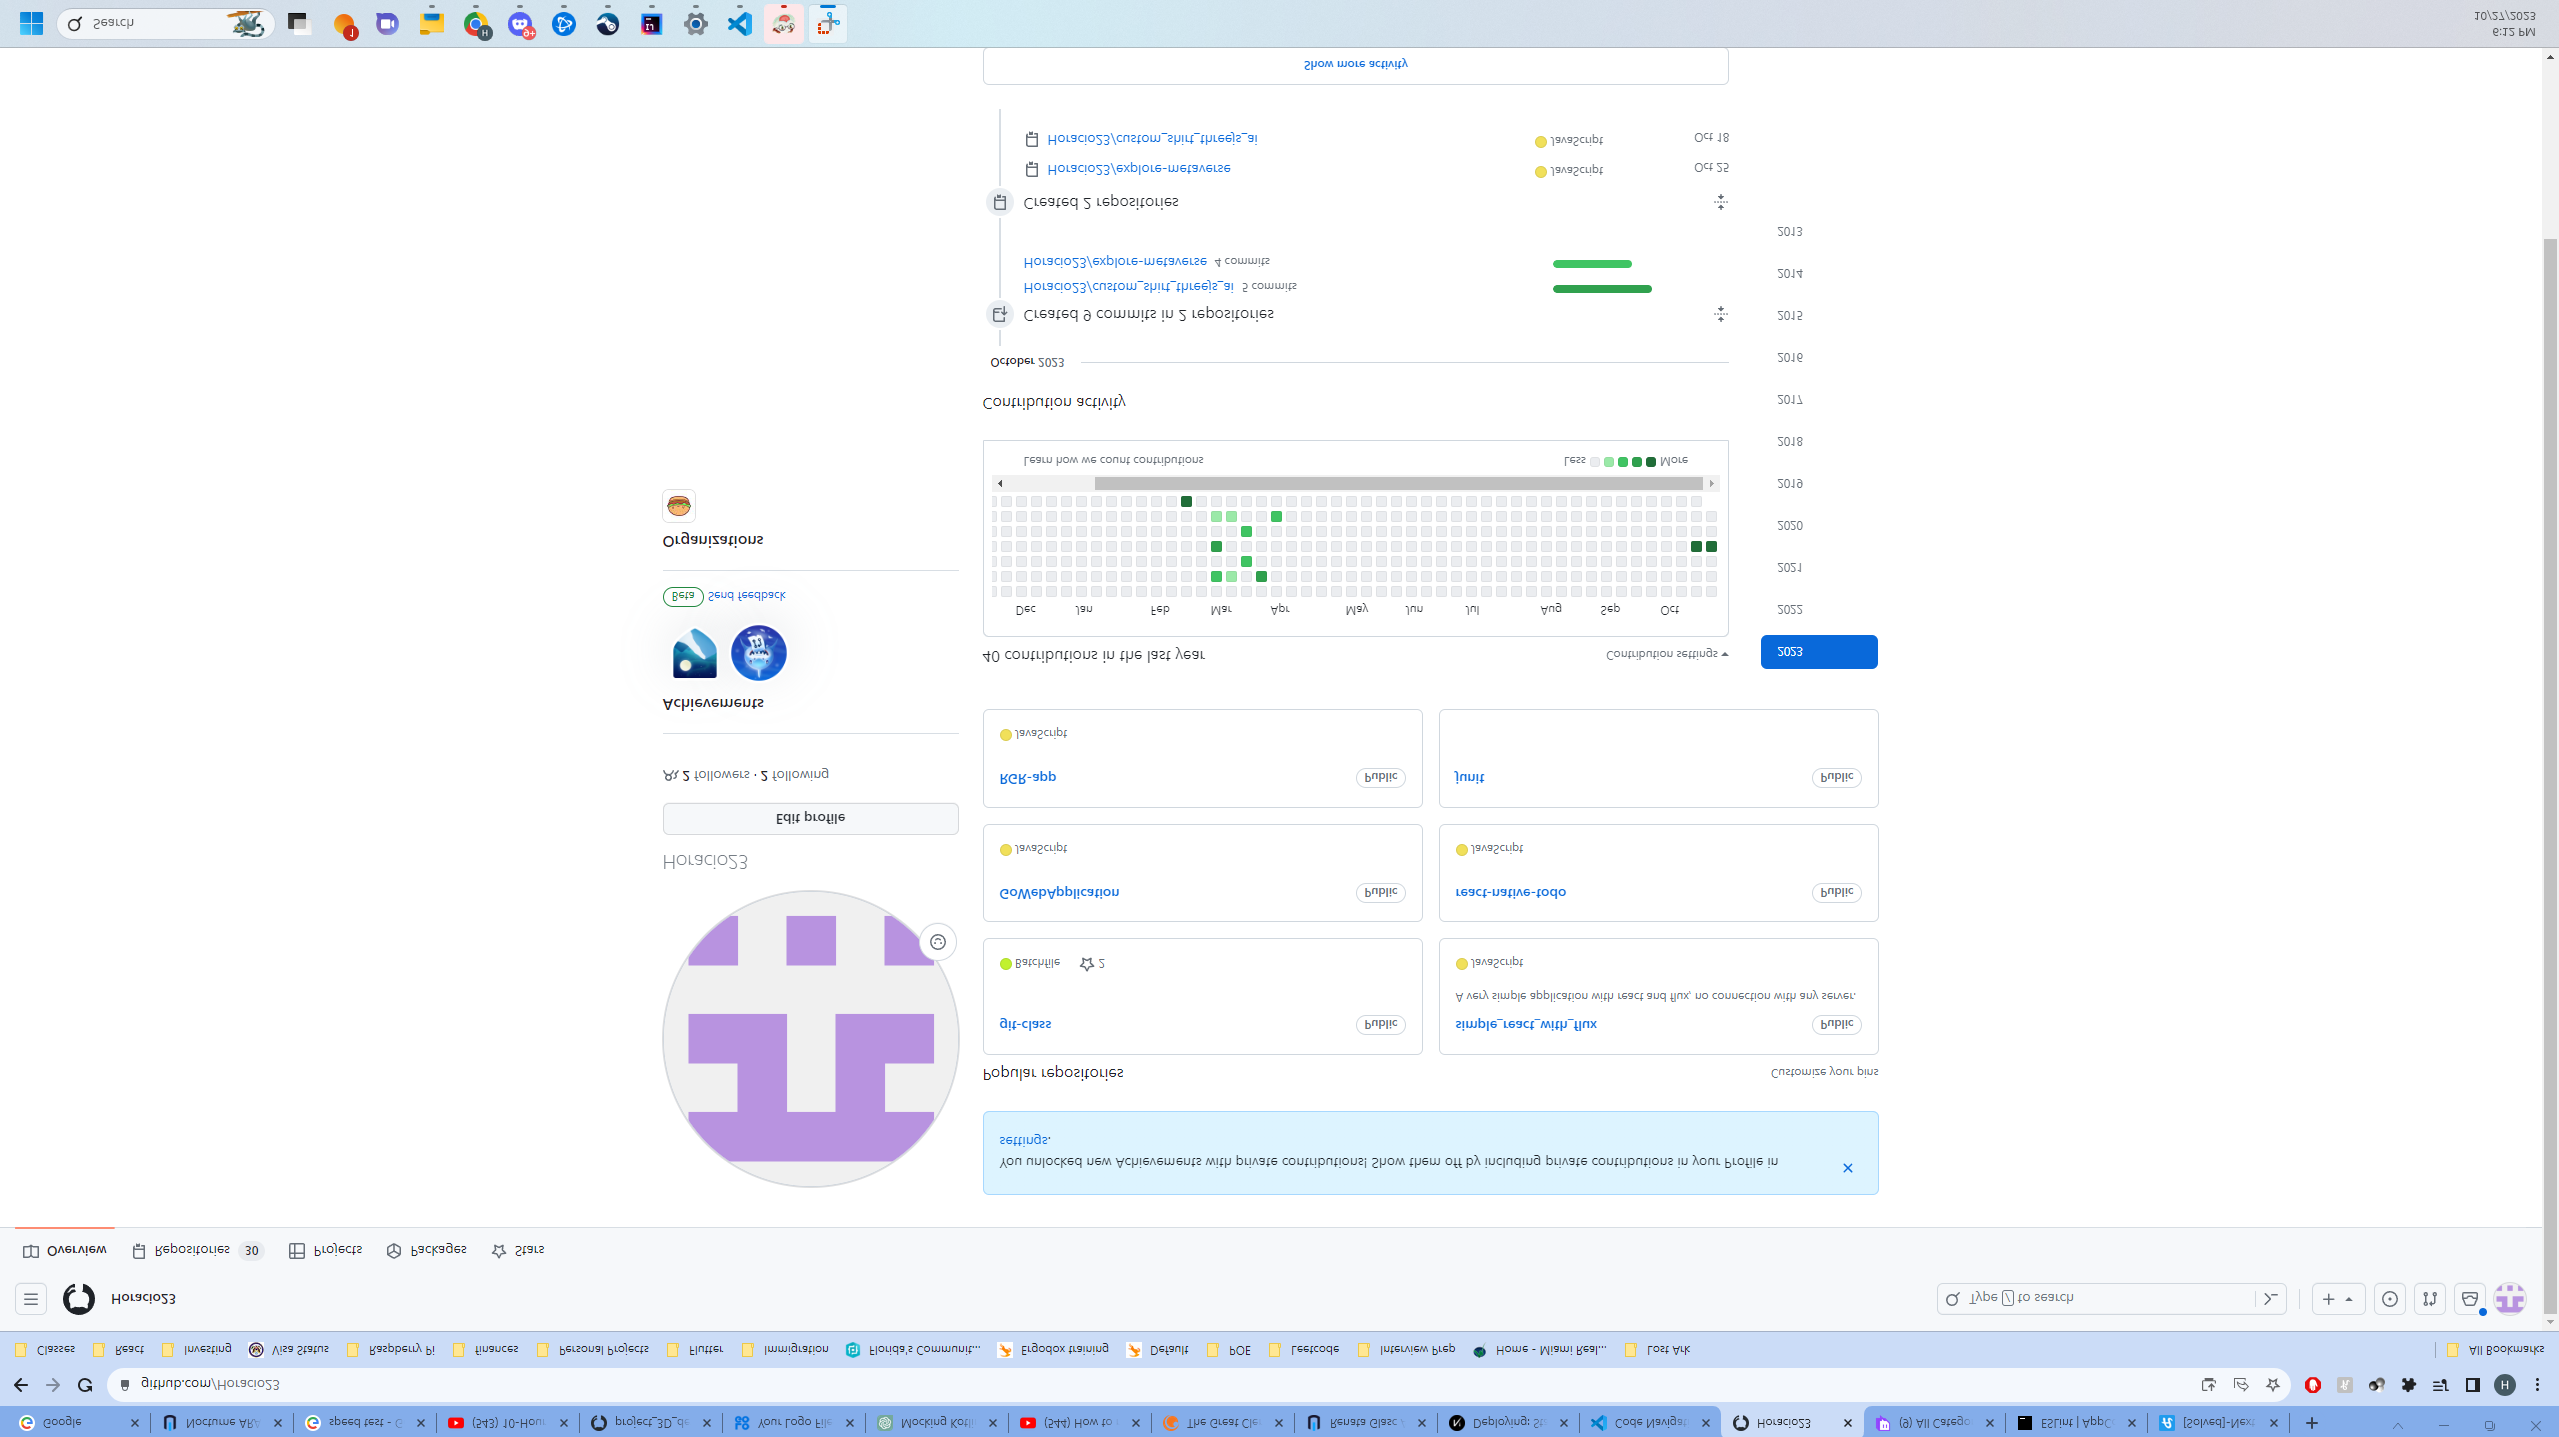 Google
Nocturne ARA
speed test - G
(543) 10-Hour
project_3D_de
Your Logo File
Mocking Kotli
(544) How to r
The Great Cle
Renata Glasc A
Deploying: Sta
Code Navigat
Horacio23
(9) All Catego
ESLint | AppC
[Solved]-Next
github.com/Horacio23
H
Classes
React
Investing
Visa Status
Raspberry Pi
finances
Personal Projects
Flutter
Immigration
Florida's Communit...
Ergodox training
Default
POE
Leetcode
Interview Prep
Home - Miami Real...
Lost Ark
All Bookmarks
Horacio23
Type / to search
Overview
Repositories 30
Projects
Packages
Stars
You unlocked new Achievements with private contributions! Show them off by including private contributions in your Profile in
settings.
Horacio23
Edit profile
2 followers · 2 following
Achievements
Beta Send feedback
Organizations
Popular repositories
Customize your pins
git-class Public
Batchfile 2
simple_react_with_flux Public
A very simple application with react and flux, no connection with any server.
JavaScript
GoWebApplication Public
JavaScript
react-native-todo Public
JavaScript
RGR-app Public
JavaScript
junit Public
40 contributions in the last year
Contribution settings
Dec Jan Feb Mar Apr May Jun Jul Aug Sep Oct
Learn how we count contributions
Less More
2023
2022
2021
2020
2019
2018
2017
2016
2015
2014
2013
Contribution activity
October 2023
Created 9 commits in 2 repositories
Horacio23/custom_shirt_threejs_ai 5 commits
Horacio23/explore-metaverse 4 commits
Created 2 repositories
Horacio23/explore-metaverse JavaScript Oct 25
Horacio23/custom_shirt_threejs_ai JavaScript Oct 18
Show more activity
Search
1
H
9+
IJ
6:12 PM
10/27/2023